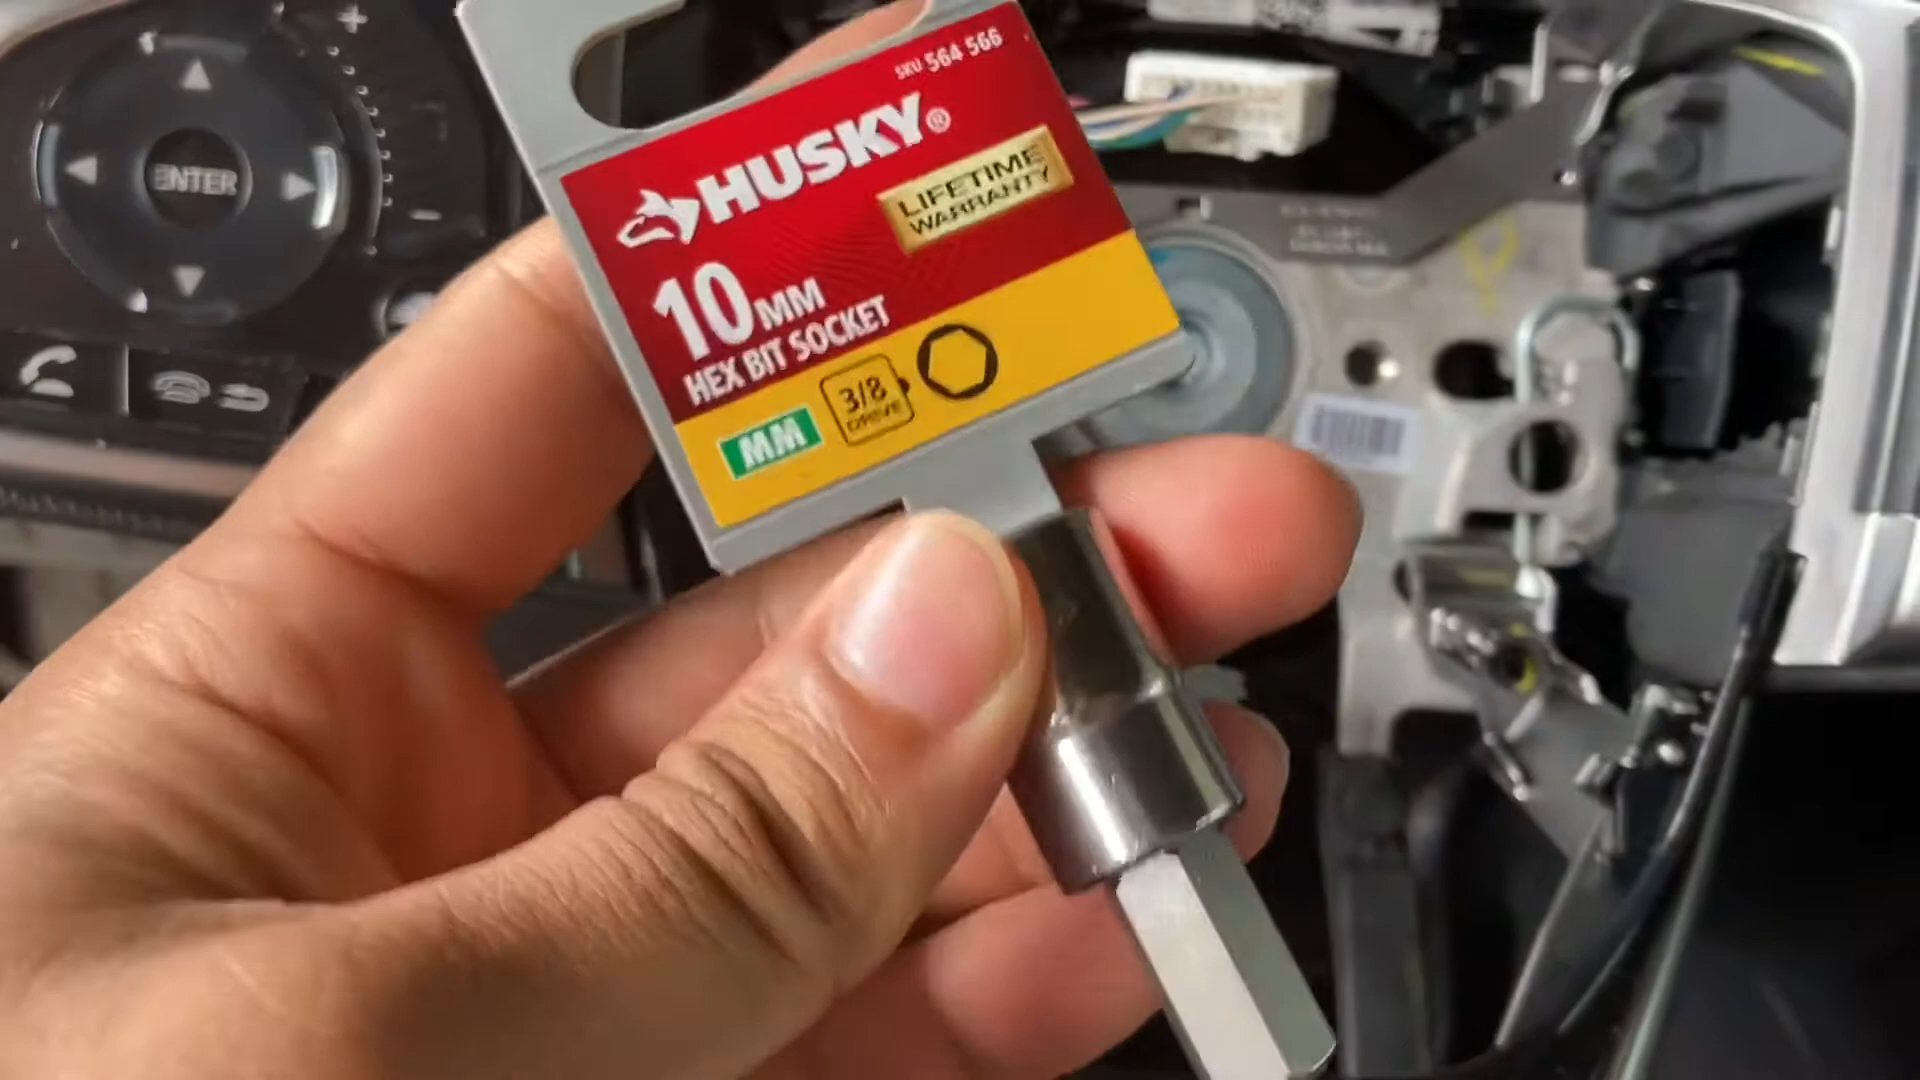 SKU 564 566
HUSKY®
LIFETIME
WARRANTY
10MM
HEX BIT SOCKET
3/8
DRIVE
MM
+
ENTER
-